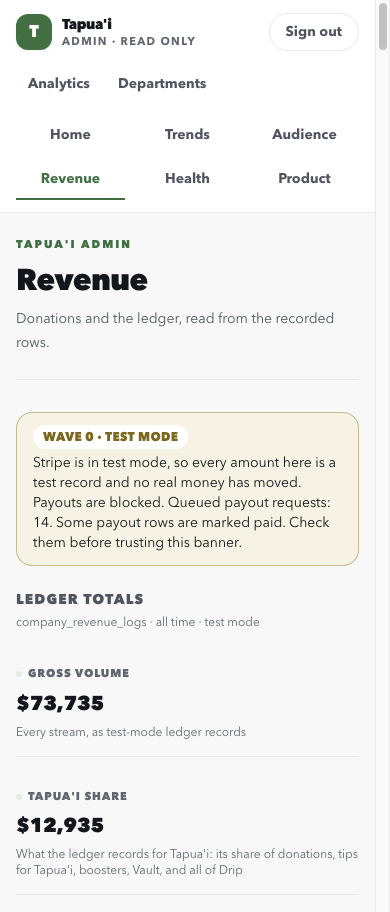 T
Tapua'i
ADMIN · READ ONLY
Sign out
Analytics Departments
Home Trends Audience
Revenue Health Product
TAPUA'I ADMIN
Revenue
Donations and the ledger, read from the recorded
rows.
WAVE 0 · TEST MODE
Stripe is in test mode, so every amount here is a
test record and no real money has moved.
Payouts are blocked. Queued payout requests:
14. Some payout rows are marked paid. Check
them before trusting this banner.
LEDGER TOTALS
company_revenue_logs · all time · test mode
GROSS VOLUME
$73,735
Every stream, as test-mode ledger records
TAPUA'I SHARE
$12,935
What the ledger records for Tapua'i: its share of donations, tips
for Tapua'i, boosters, Vault, and all of Drip